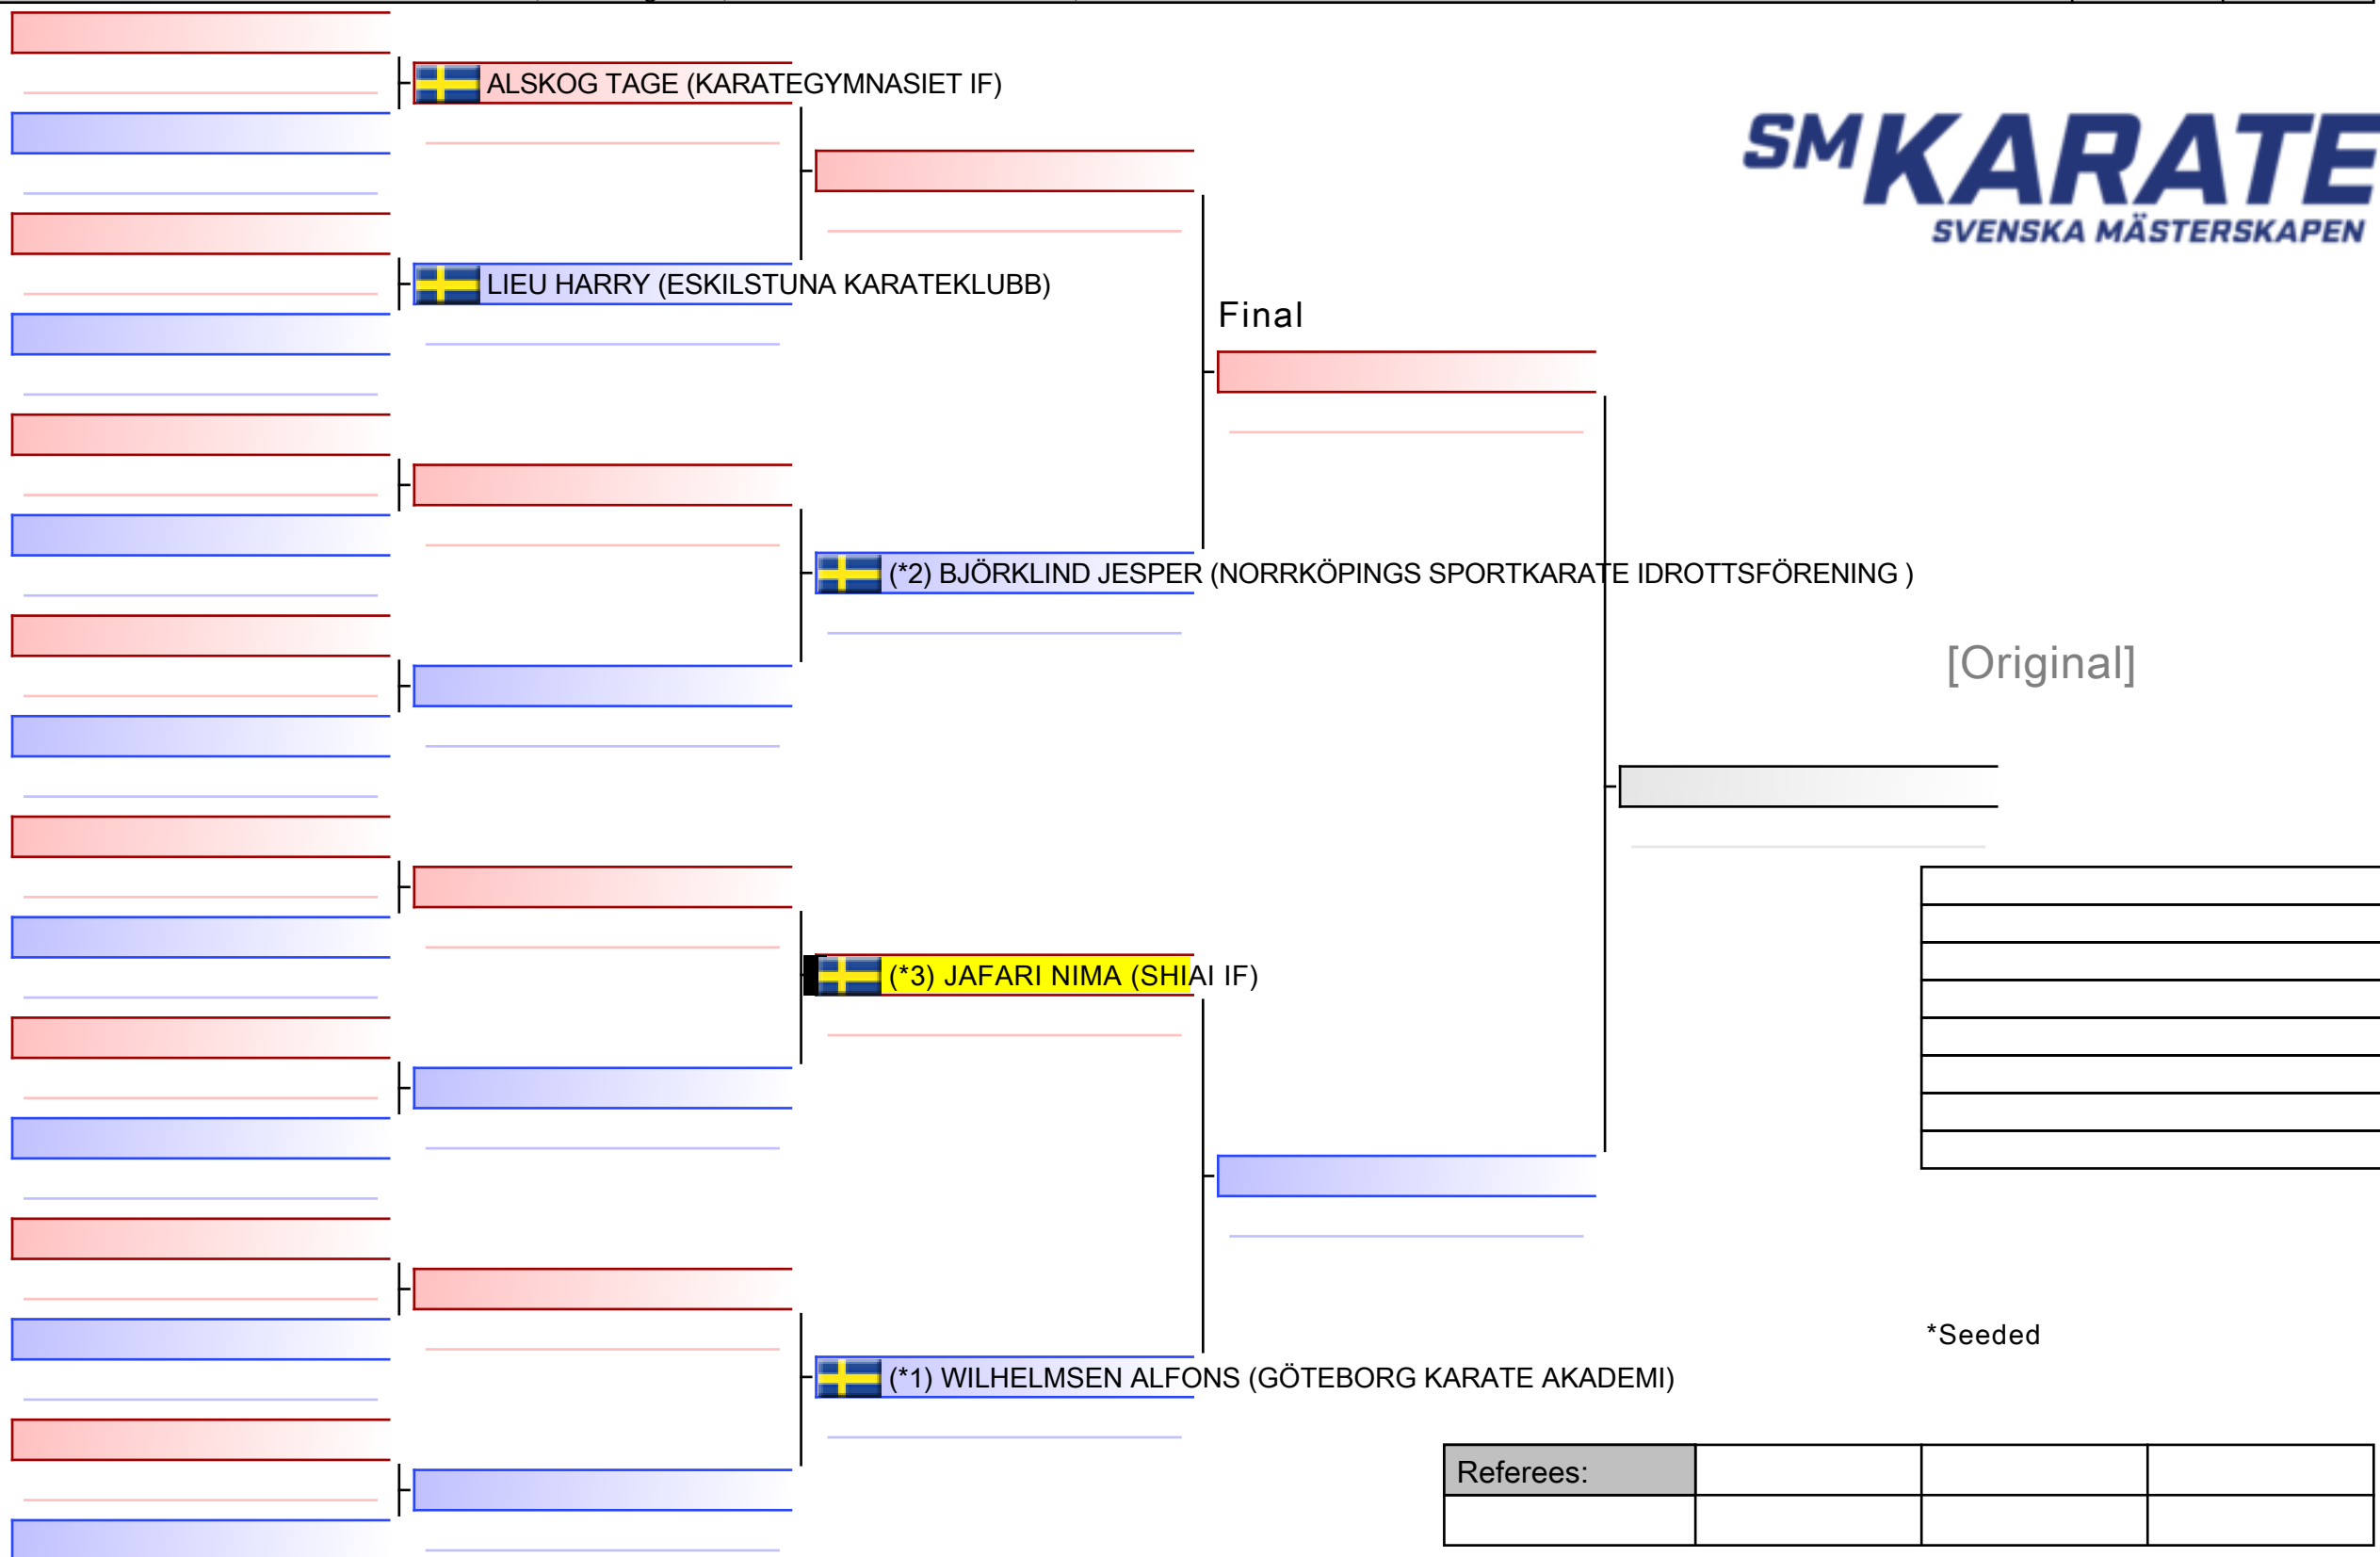 ALSKOG TAGE (KARATEGYMNASIET IF)
SM KARATE
SVENSKA MÄSTERSKAPEN
LIEU HARRY (ESKILSTUNA KARATEKLUBB)
Final
(*2) BJÖRKLIND JESPER (NORRKÖPINGS SPORTKARATE IDROTTSFÖRENING )
[Original]
(*3) JAFARI NIMA (SHIAI IF)
*Seeded
(*1) WILHELMSEN ALFONS (GÖTEBORG KARATE AKADEMI)
Referees: